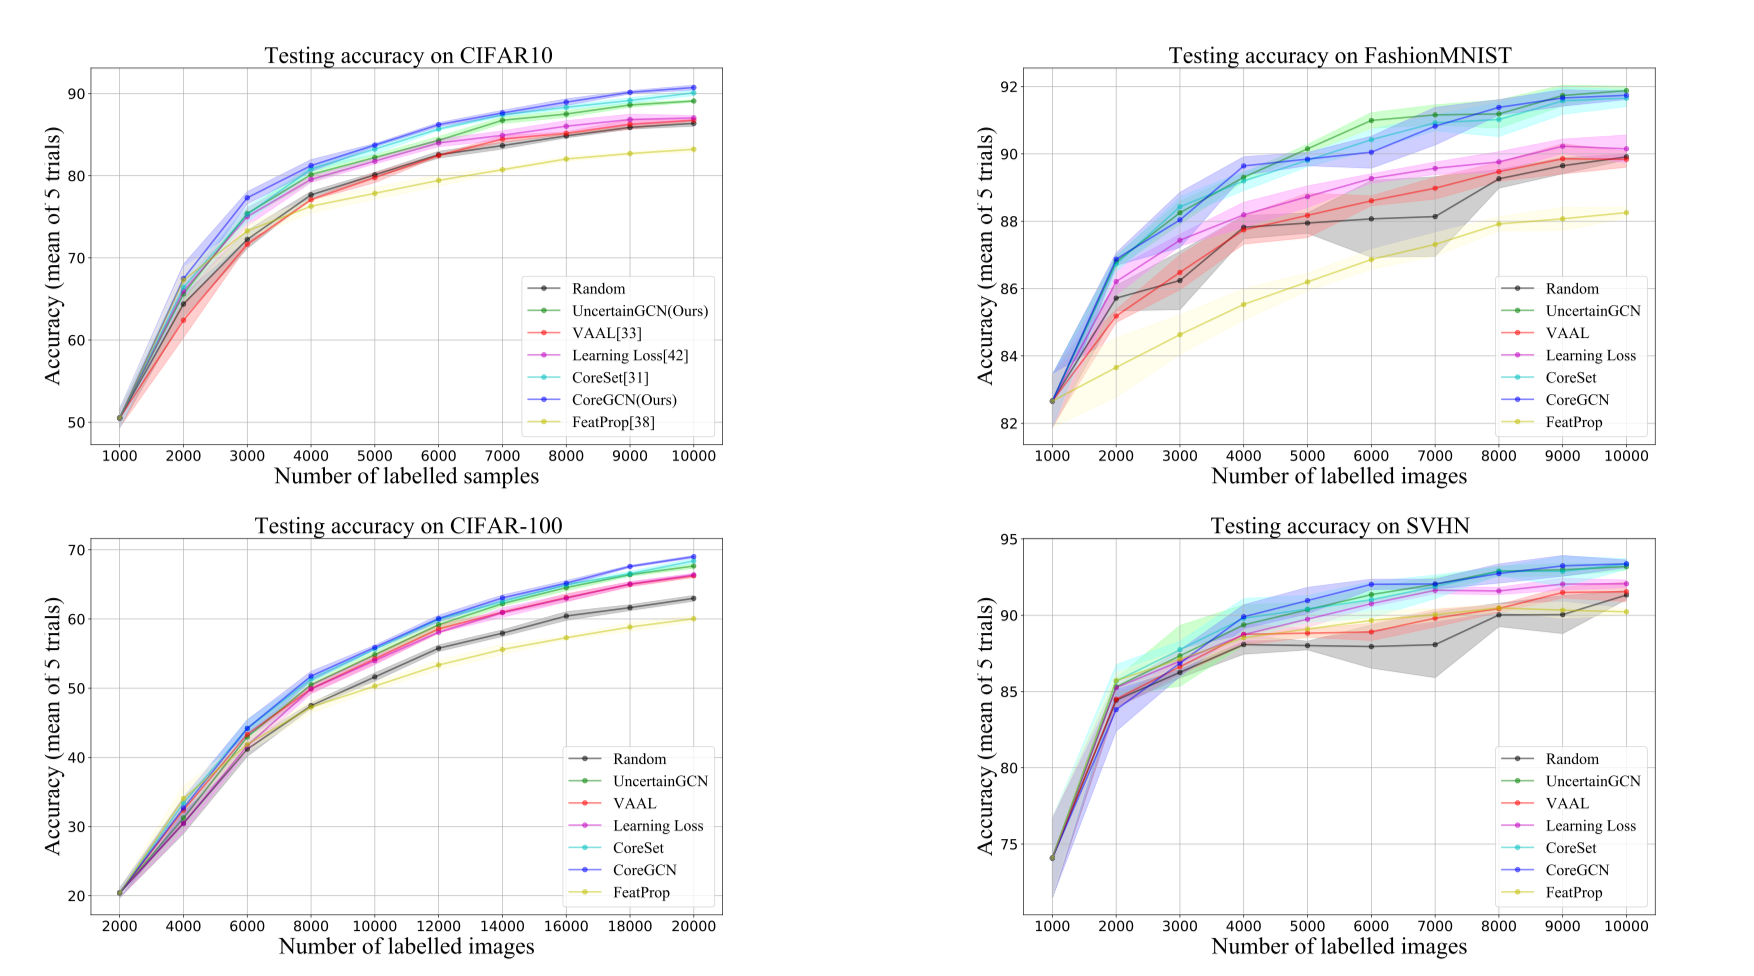 Testing accuracy on CIFAR10
Accuracy (mean of 5 trials)
90
80
70
60
50
Random
UncertainGCN(Ours)
VAAL[33]
Learning Loss[42]
CoreSet[31]
CoreGCN(Ours)
FeatProp[38]
1000 2000 3000 4000 5000 6000 7000 8000 9000 10000
Number of labelled samples
Testing accuracy on FashionMNIST
Accuracy (mean of 5 trials)
92
90
88
86
84
82
Random
UncertainGCN
VAAL
Learning Loss
CoreSet
CoreGCN
FeatProp
1000 2000 3000 4000 5000 6000 7000 8000 9000 10000
Number of labelled images
Testing accuracy on CIFAR-100
Accuracy (mean of 5 trials)
70
60
50
40
30
20
Random
UncertainGCN
VAAL
Learning Loss
CoreSet
CoreGCN
FeatProp
2000 4000 6000 8000 10000 12000 14000 16000 18000 20000
Number of labelled images
Testing accuracy on SVHN
Accuracy (mean of 5 trials)
95
90
85
80
75
Random
UncertainGCN
VAAL
Learning Loss
CoreSet
CoreGCN
FeatProp
1000 2000 3000 4000 5000 6000 7000 8000 9000 10000
Number of labelled images